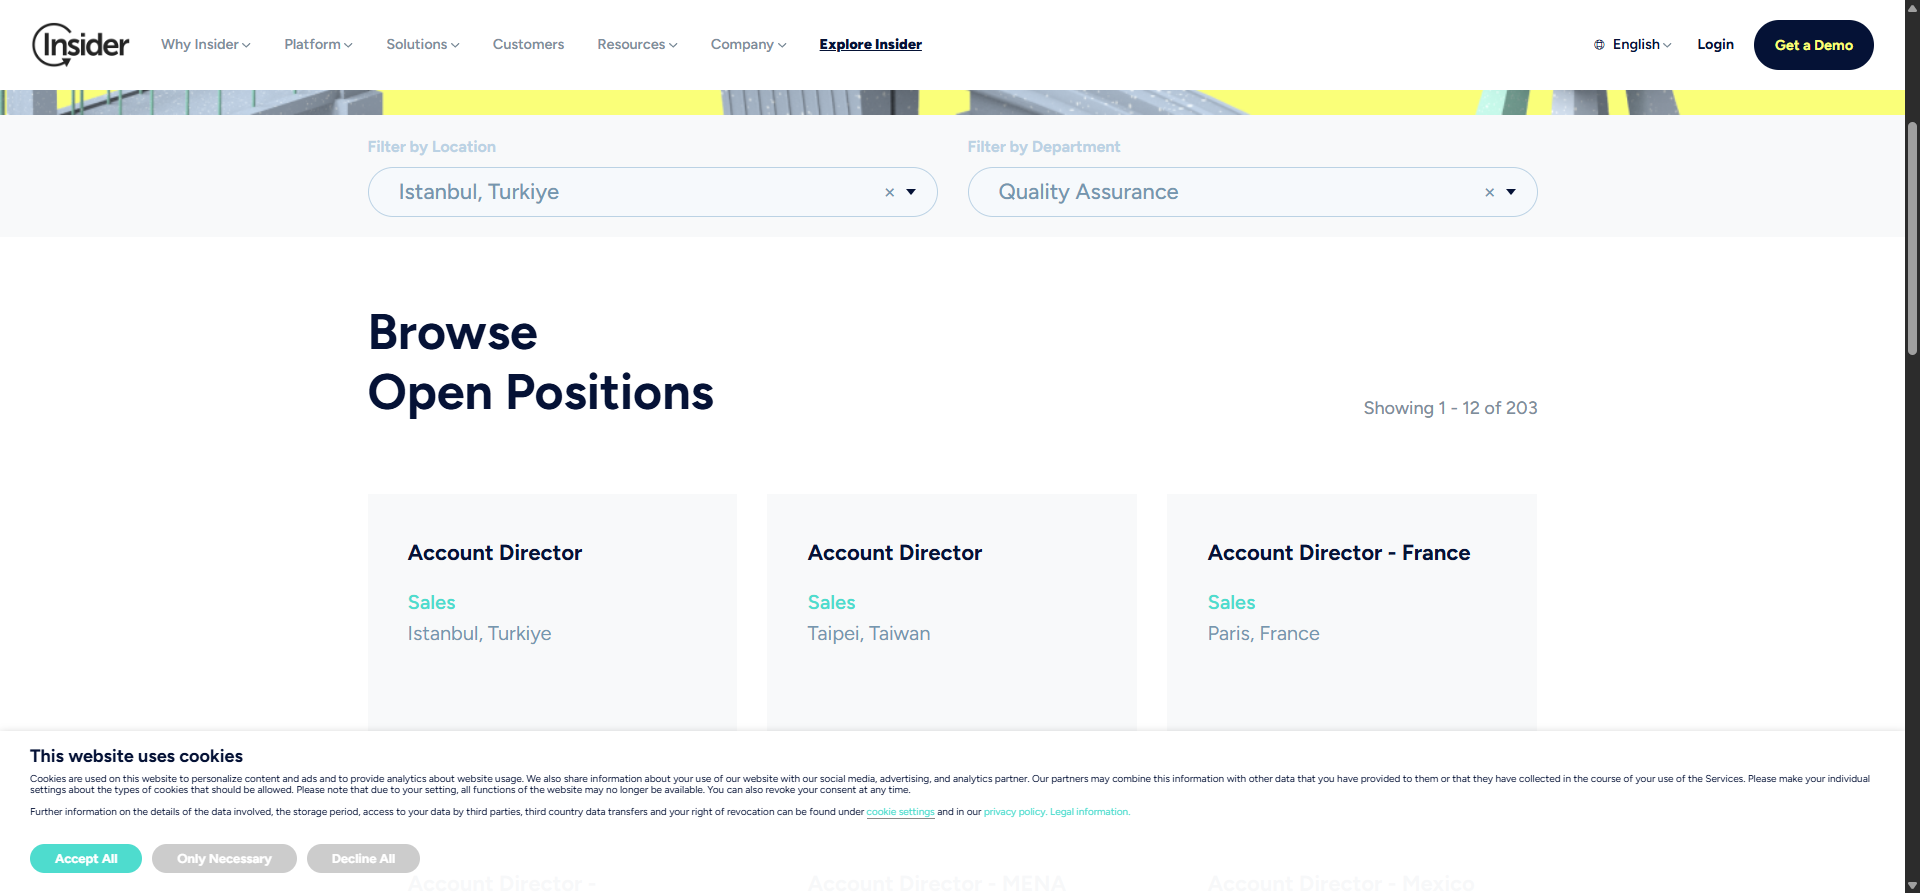 Insider
Why Insider
Platform
Solutions
Customers
Resources
Company
Explore Insider
English
Login
Get a Demo
Filter by Location
Filter by Department
Istanbul, Turkiye
×
Quality Assurance
×
Browse
Open Positions
Showing 1 - 12 of 203
Account Director
Sales
Istanbul, Turkiye
Account Director
Sales
Taipei, Taiwan
Account Director - France
Sales
Paris, France
This website uses cookies
Cookies are used on this website to personalize content and ads and to provide analytics about website usage. We also share information about your use of our website with our social media, advertising, and analytics partner. Our partners may combine this information with other data that you have provided to them or that they have collected in the course of your use of the Services. Please make your individual
settings about the types of cookies that should be allowed. Please note that due to your setting, all functions of the website may no longer be available. You can also revoke your consent at any time.
Further information on the details of the data involved, the storage period, access to your data by third parties, third country data transfers and your right of revocation can be found under cookie settings and in our privacy policy. Legal information.
Accept All
Only Necessary
Decline All
Account Director -
Account Director - MENA
Account Director - Mexico